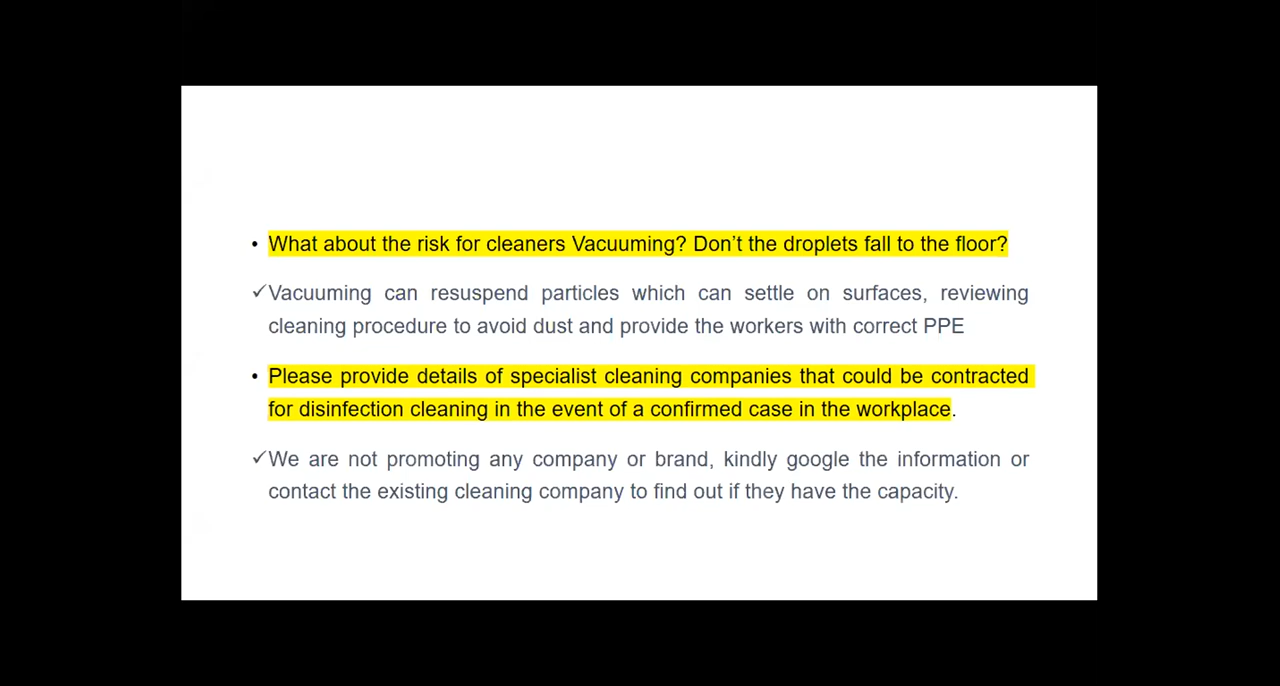 • What about the risk for cleaners Vacuuming? Don’t the droplets fall to the floor?
✓Vacuuming can resuspend particles which can settle on surfaces, reviewing
cleaning procedure to avoid dust and provide the workers with correct PPE
• Please provide details of specialist cleaning companies that could be contracted
for disinfection cleaning in the event of a confirmed case in the workplace.
✓We are not promoting any company or brand, kindly google the information or
contact the existing cleaning company to find out if they have the capacity.